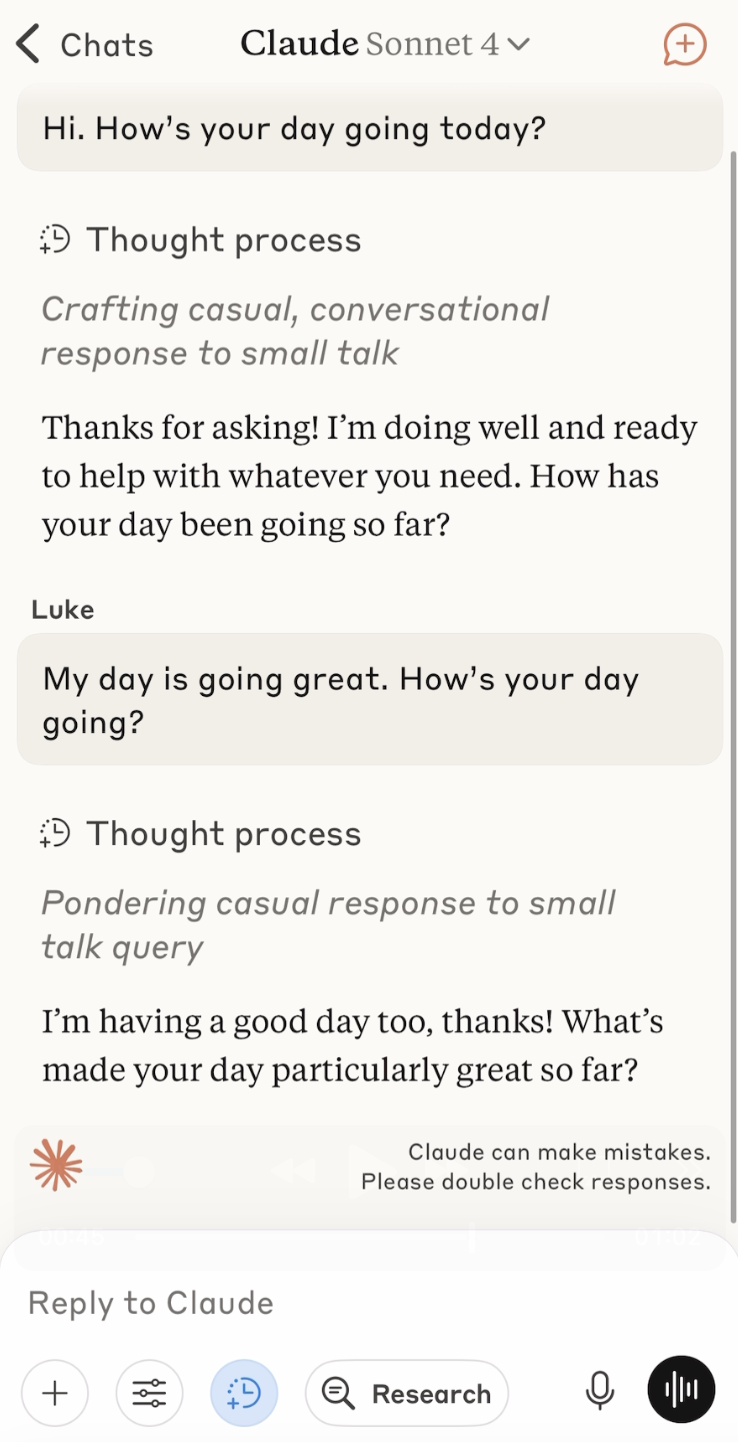 Chats
Claude Sonnet 4
Hi. How’s your day going today?
Thought process
Crafting casual, conversational
response to small talk
Thanks for asking! I’m doing well and ready
to help with whatever you need. How has
your day been going so far?
Luke
My day is going great. How’s your day
going?
Thought process
Pondering casual response to small
talk query
I’m having a good day too, thanks! What’s
made your day particularly great so far?
Claude can make mistakes.
Please double check responses.
00:46
01:02
Reply to Claude
Research